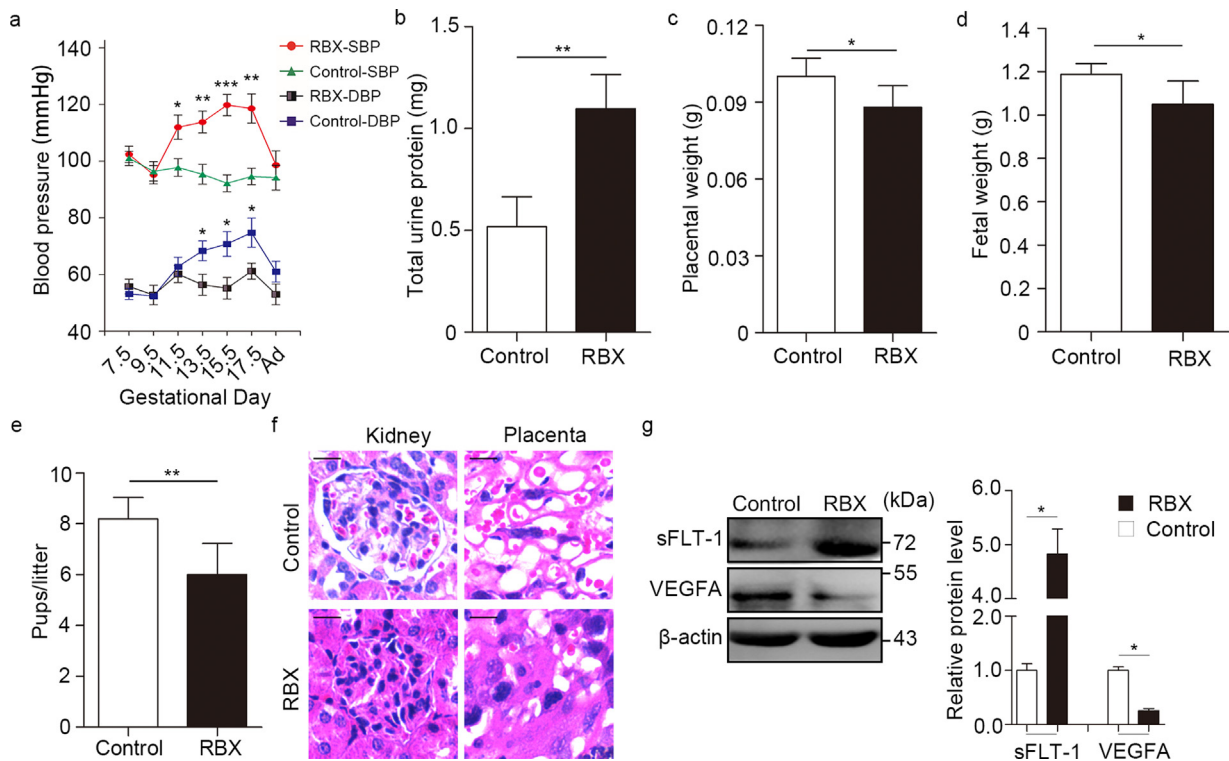 a
Blood pressure (mmHg)
140
120
100
80
60
40
7.5
9.5
11.5
13.5
15.5
17.5
Ad
Gestational Day
RBX-SBP
Control-SBP
RBX-DBP
Control-DBP
*
**
***
**
*
*
*
b
Total urine protein (mg)
1.5
1.0
0.5
0
**
Control
RBX
c
Placental weight (g)
0.12
0.09
0.06
0.03
0
*
Control
RBX
d
Fetal weight (g)
1.4
1.2
1.0
0.8
0.6
0.4
0.2
0
*
Control
RBX
e
Pups/litter
10
8
6
4
2
0
**
Control
RBX
f
Kidney
Placenta
Control
RBX
g
Control
RBX
(kDa)
sFLT-1
72
55
VEGFA
β-actin
43
Relative protein level
6.0
5.0
4.0
2.0
1.0
0.0
*
*
RBX
Control
sFLT-1
VEGFA